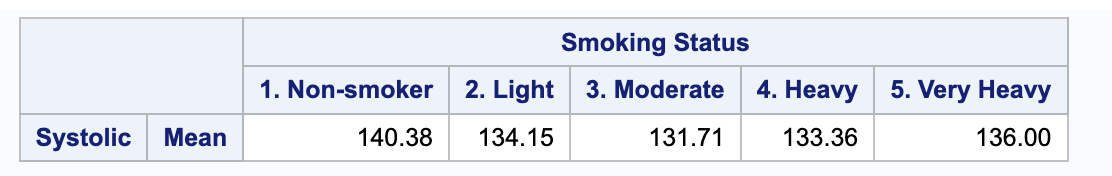 Smoking Status
1. Non-smoker 2. Light 3. Moderate 4. Heavy 5. Very Heavy
Systolic Mean 140.38 134.15 131.71 133.36 136.00